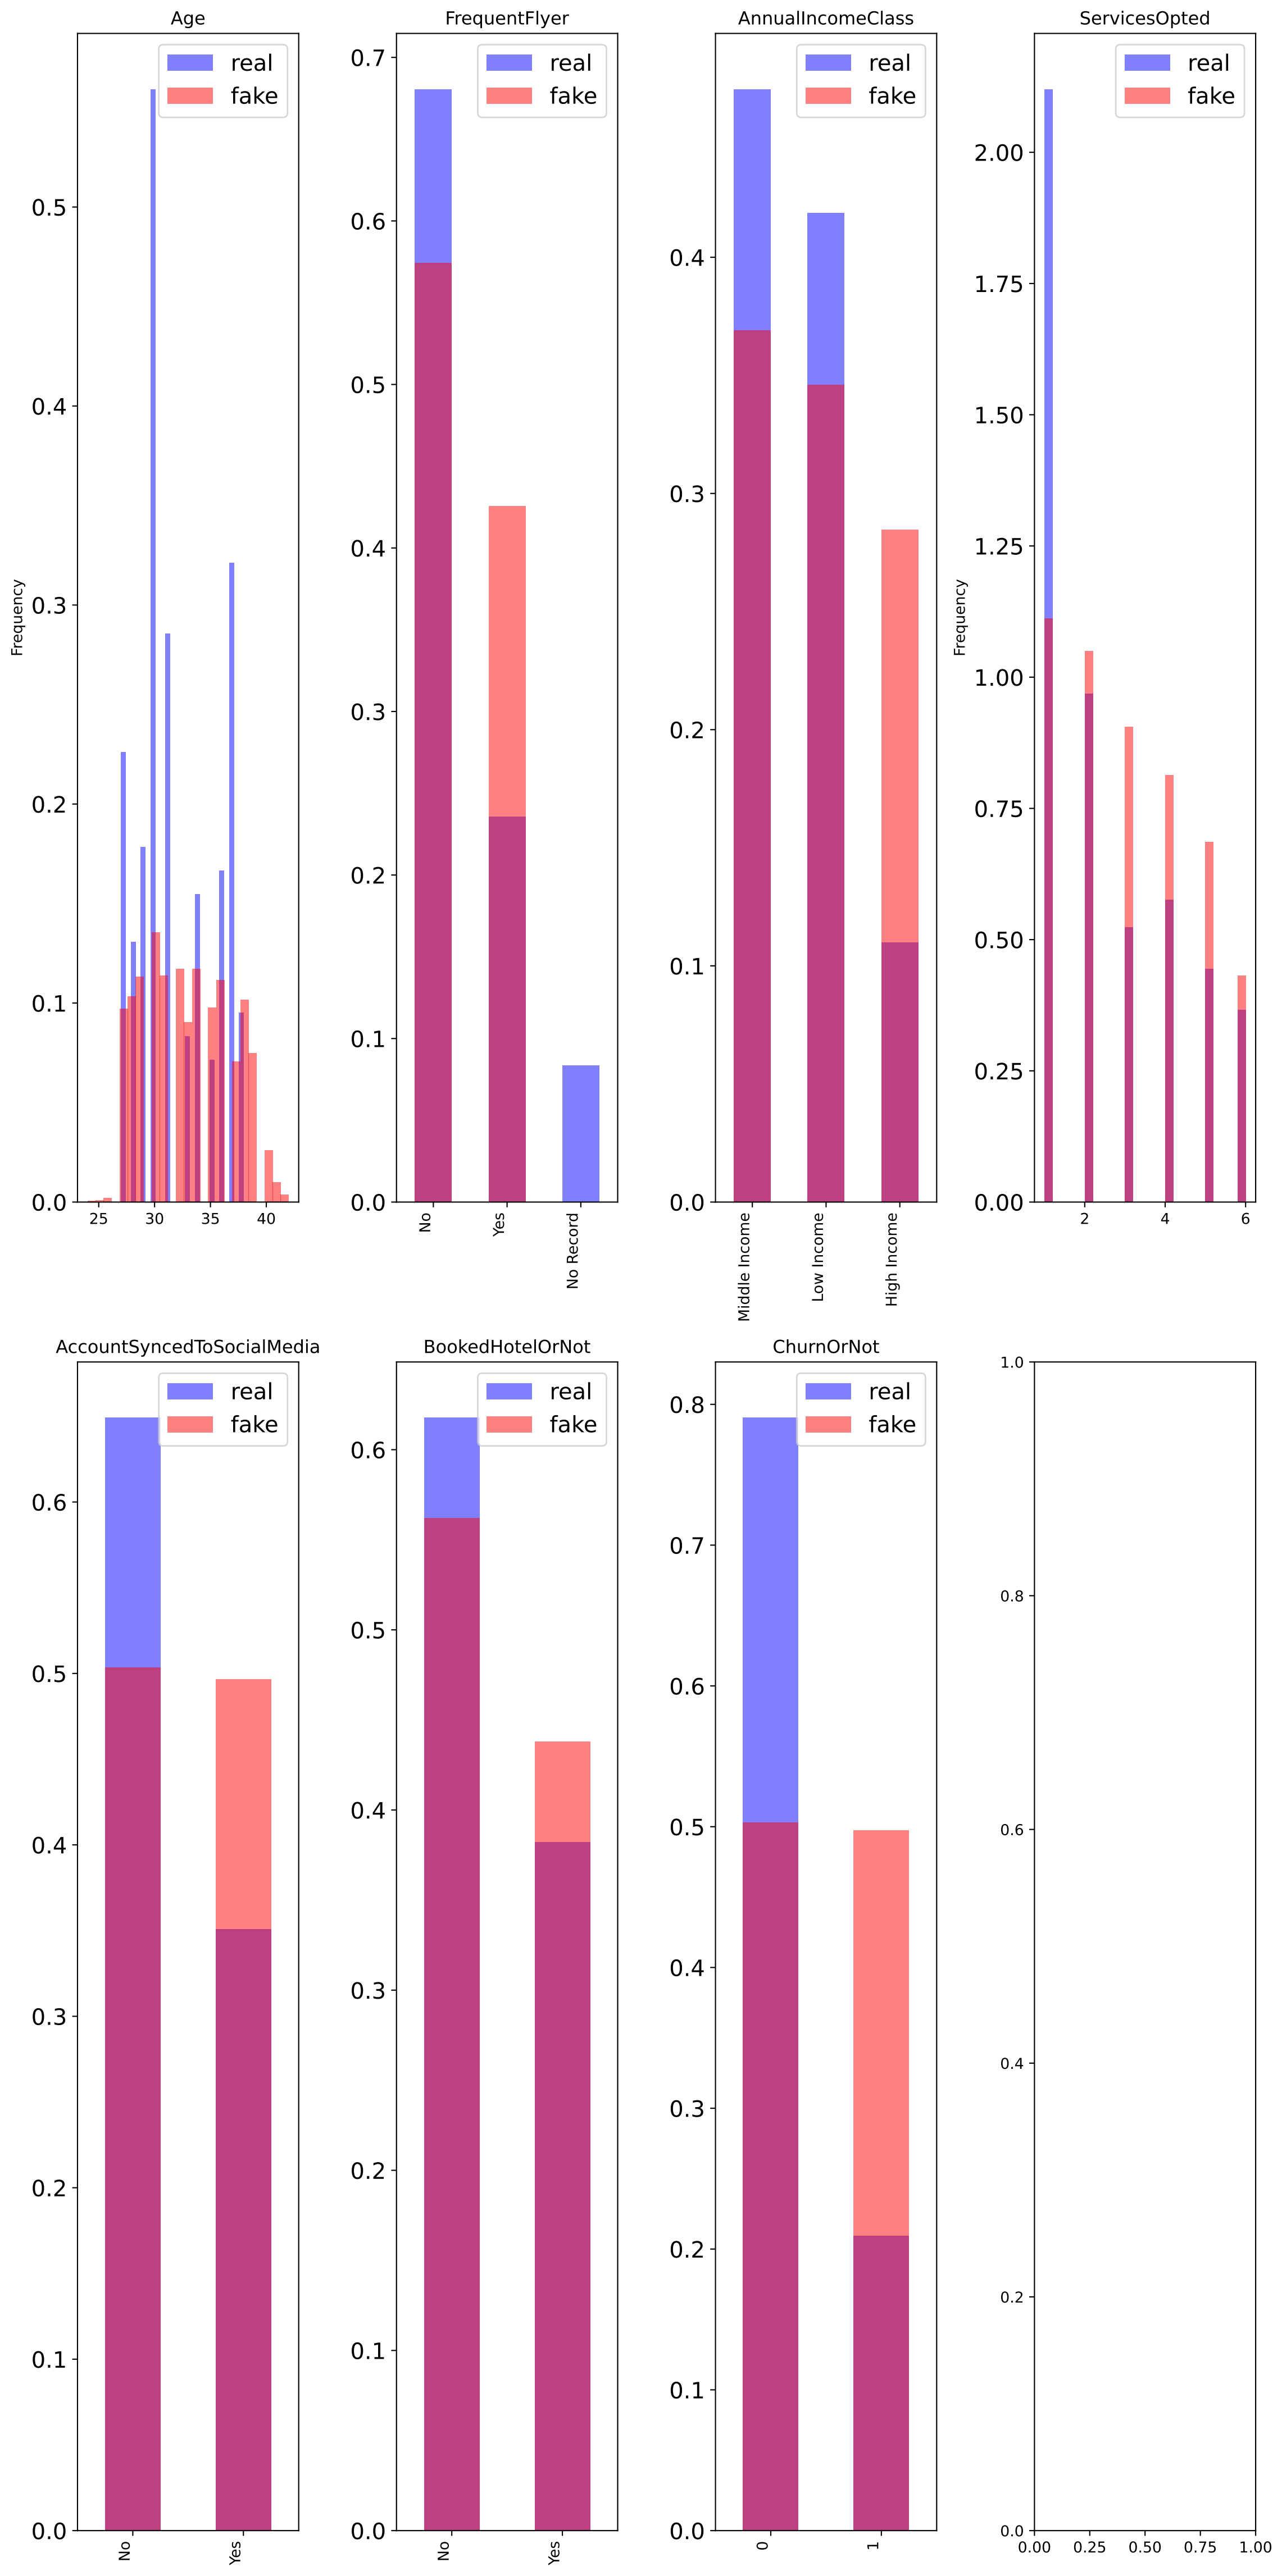 Age
FrequentFlyer
AnnualIncomeClass
ServicesOpted
real
fake
real
fake
real
fake
real
fake
Frequency
0.5
0.4
0.3
0.2
0.1
0.0
25 30 35 40
0.7
0.6
0.5
0.4
0.3
0.2
0.1
0.0
No
Yes
No Record
0.4
0.3
0.2
0.1
0.0
Middle Income
Low Income
High Income
Frequency
2.00
1.75
1.50
1.25
1.00
0.75
0.50
0.25
0.00
2 4 6
AccountSyncedToSocialMedia
BookedHotelOrNot
ChurnOrNot
real
fake
real
fake
real
fake
0.6
0.5
0.4
0.3
0.2
0.1
0.0
No
Yes
0.6
0.5
0.4
0.3
0.2
0.1
0.0
No
Yes
0.8
0.7
0.6
0.5
0.4
0.3
0.2
0.1
0.0
0
1
1.0
0.8
0.6
0.4
0.2
0.0
0.00 0.25 0.50 0.75 1.00